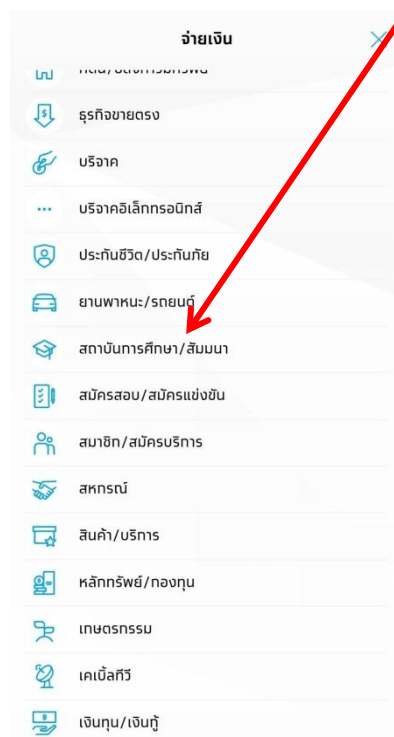 จ่ายเงิน
ธุรกิจขายตรง
บริจาค
บริจาคอิเล็กทรอนิกส์
ประกันชีวิต/ประกันภัย
ยานพาหนะ/รถยนต์
สถาบันการศึกษา/สัมมนา
สมัครสอบ/สมัครแข่งขัน
สมาชิก/สมัครบริการ
สหกรณ์
สินค้า/บริการ
หลักทรัพย์/กองทุน
เกษตรกรรม
เคเบิ้ลทีวี
เงินทุน/เงินกู้